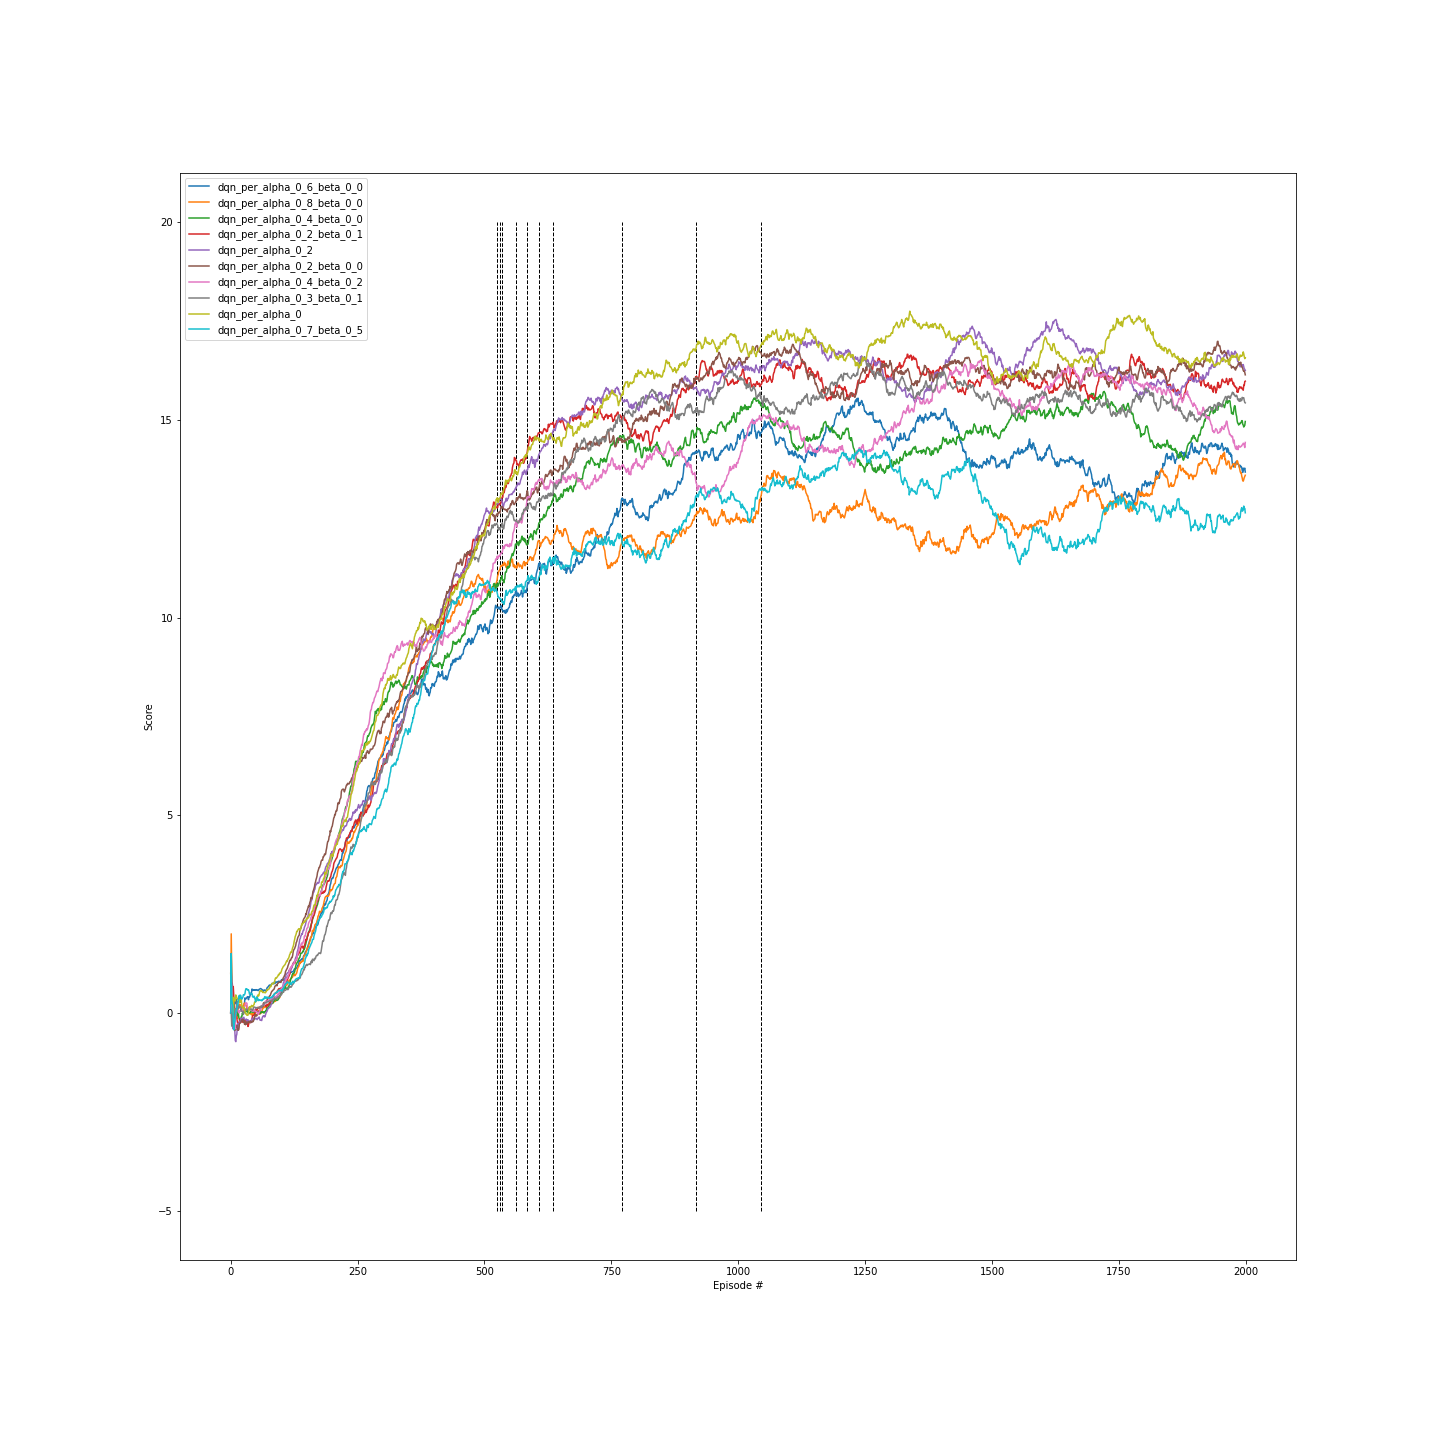 dqn_per_alpha_0_6_beta_0_0
dqn_per_alpha_0_8_beta_0_0
dqn_per_alpha_0_4_beta_0_0
dqn_per_alpha_0_2_beta_0_1
dqn_per_alpha_0_2
dqn_per_alpha_0_2_beta_0_0
dqn_per_alpha_0_4_beta_0_2
dqn_per_alpha_0_3_beta_0_1
dqn_per_alpha_0
dqn_per_alpha_0_7_beta_0_5
20
15
10
5
0
−5
Score
0 250 500 750 1000 1250 1500 1750 2000
Episode #